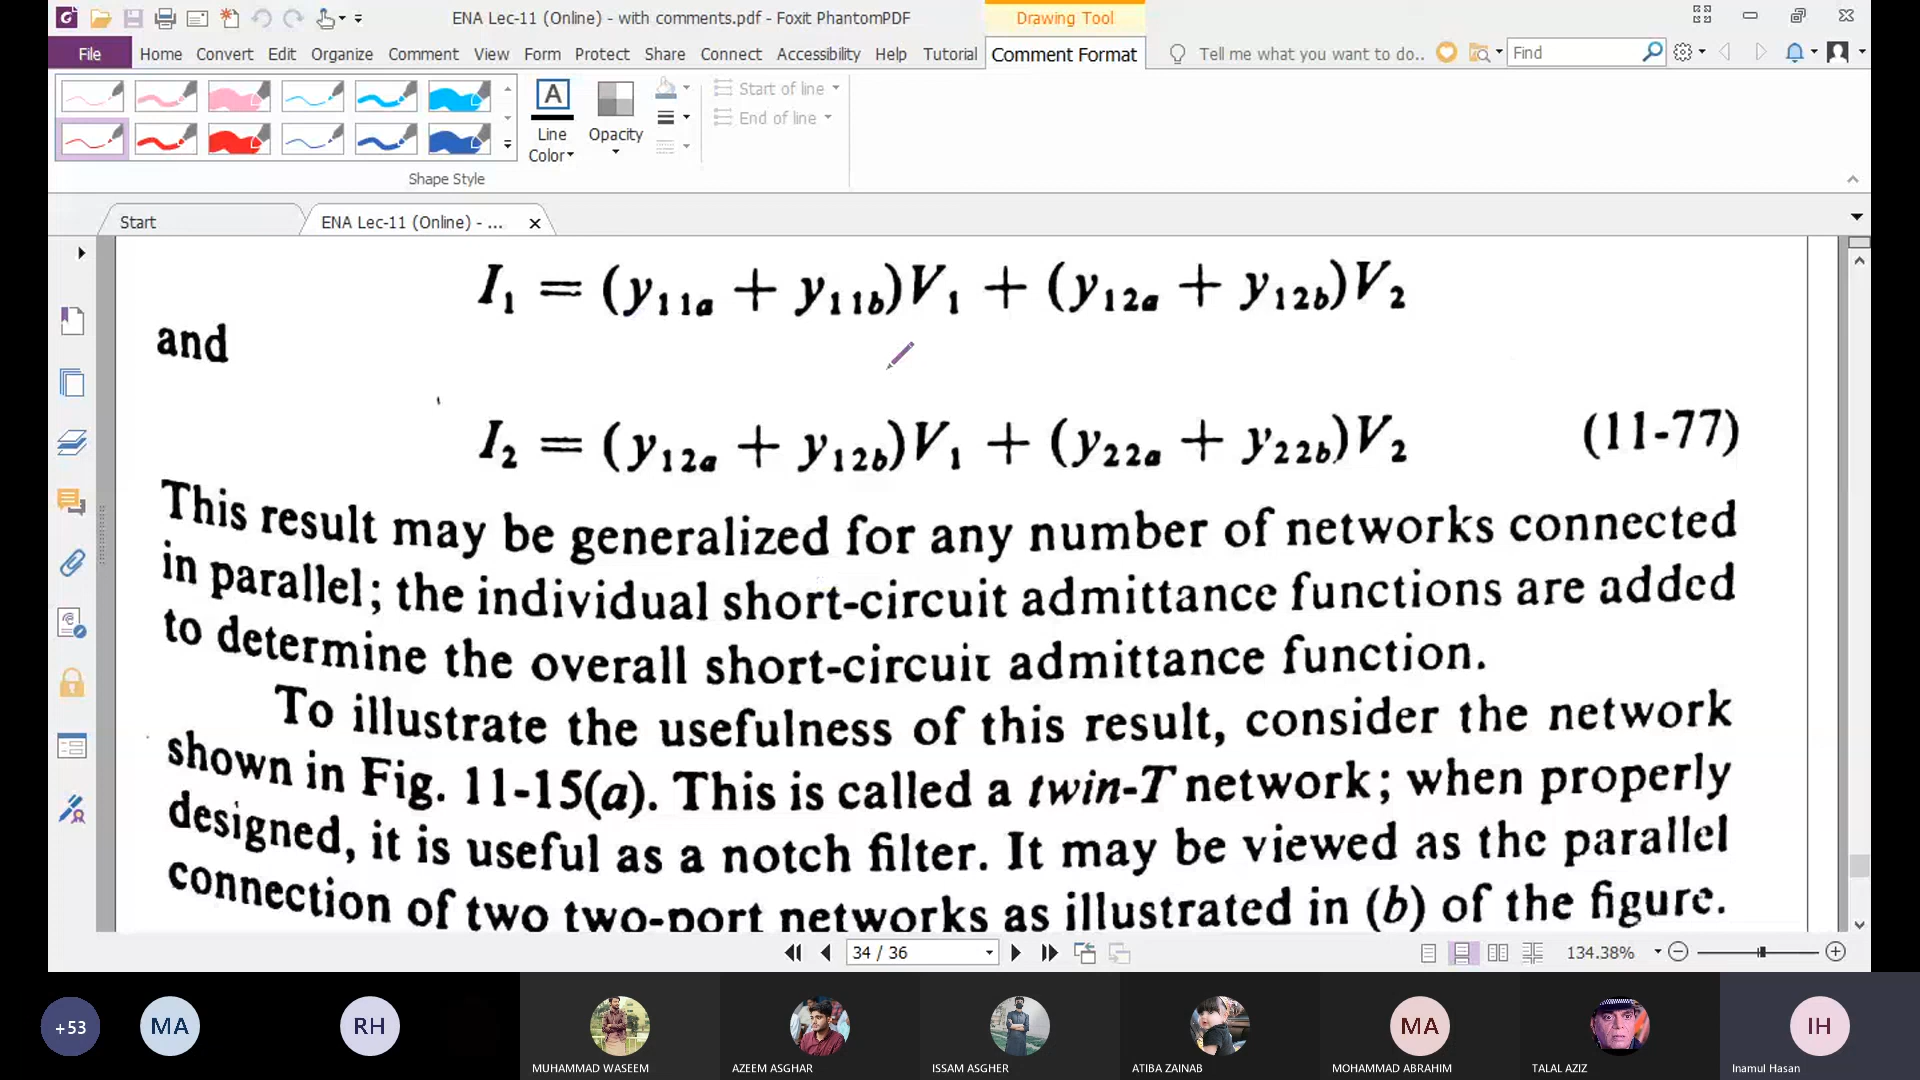 ENA Lec-11 (Online) - with comments.pdf - Foxit PhantomPDF
Drawing Tool
File Home Convert Edit Organize Comment View Form Protect Share Connect Accessibility Help Tutorial Comment Format Tell me what you want to do.. Find
Start of line
End of line
A
Line
Color
Opacity
Shape Style
Start
ENA Lec-11 (Online) - ...
I₁ = (y₁₁ₐ + y₁₁b)V₁ + (y₁₂ₐ + y₁₂b)V₂
and
I₂ = (y₁₂ₐ + y₁₂b)V₁ + (y₂₂ₐ + y₂₂b)V₂ (11-77)
This result may be generalized for any number of networks connected
in parallel; the individual short-circuit admittance functions are added
to determine the overall short-circuit admittance function.
To illustrate the usefulness of this result, consider the network
shown in Fig. 11-15(a). This is called a twin-T network; when properly
designed, it is useful as a notch filter. It may be viewed as the parallel
connection of two two-port networks as illustrated in (b) of the figure.
34 / 36
134.38%
+53
MA
RH
MA
IH
MUHAMMAD WASEEM
AZEEM ASGHAR
ISSAM ASGHER
ATIBA ZAINAB
MOHAMMAD ABRAHIM
TALAL AZIZ
Inamul Hasan